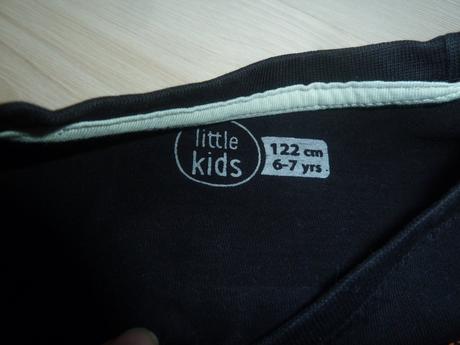 little
kids
122 cm
6-7 yrs